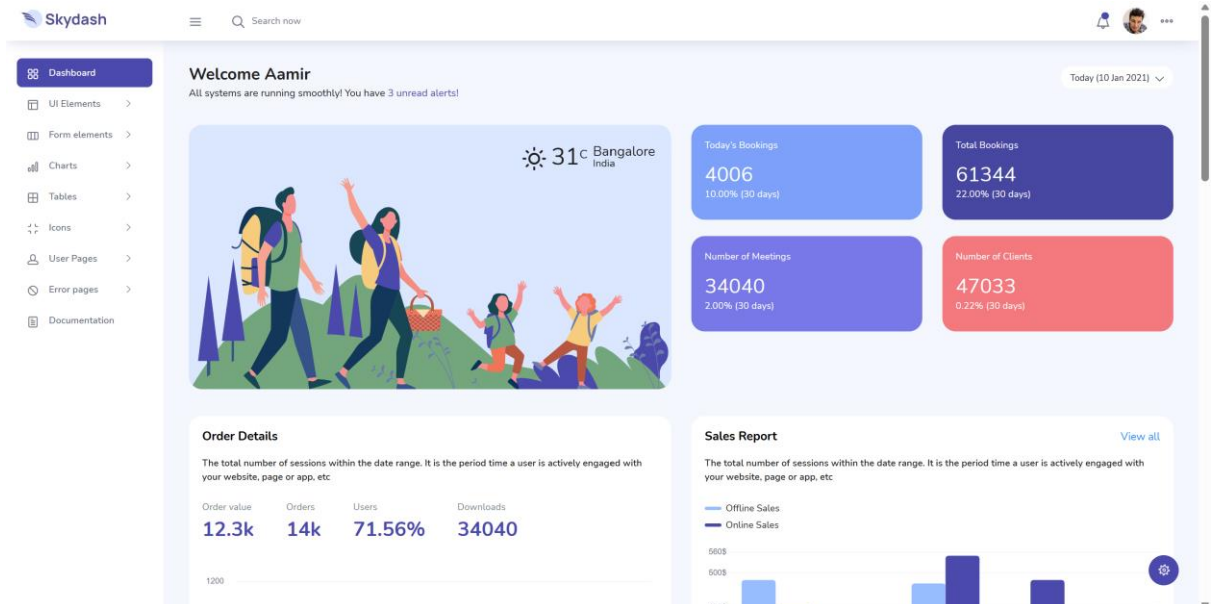 Skydash
Search now
Dashboard
UI Elements
Form elements
Charts
Tables
Icons
User Pages
Error pages
Documentation
Welcome Aamir
All systems are running smoothly! You have 3 unread alerts!
Today (10 Jan 2021)
31C Bangalore
India
Today's Bookings
4006
10.00% (30 days)
Total Bookings
61344
22.00% (30 days)
Number of Meetings
34040
2.00% (30 days)
Number of Clients
47033
0.22% (30 days)
Order Details
The total number of sessions within the date range. It is the period time a user is actively engaged with
your website, page or app, etc
Order value
12.3k
Orders
14k
Users
71.56%
Downloads
34040
1200
Sales Report
View all
The total number of sessions within the date range. It is the period time a user is actively engaged with
your website, page or app, etc
Offline Sales
Online Sales
560$
500$